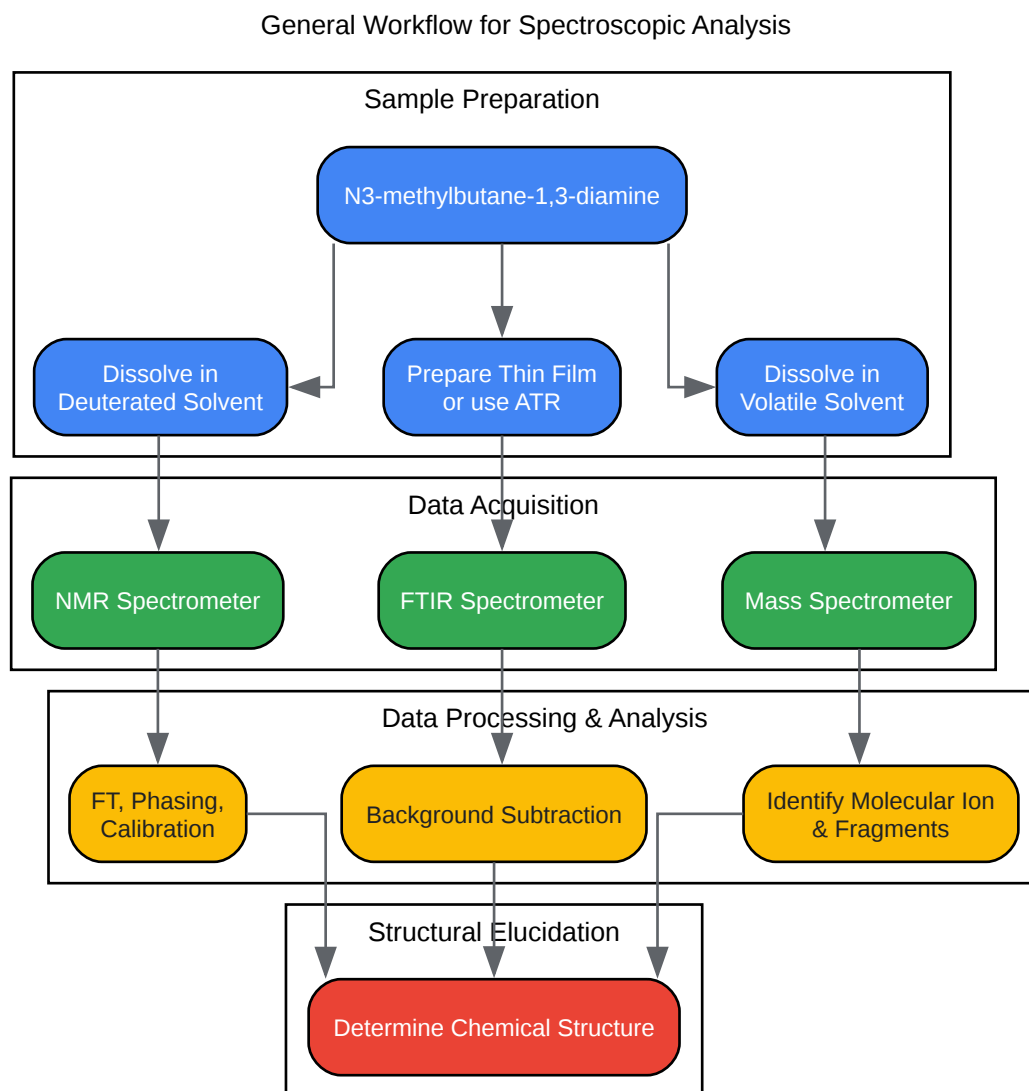 General Workflow for Spectroscopic Analysis
Sample Preparation
N3-methylbutane-1,3-diamine
Dissolve in
Deuterated Solvent
Prepare Thin Film
or use ATR
Dissolve in
Volatile Solvent
Data Acquisition
NMR Spectrometer
FTIR Spectrometer
Mass Spectrometer
Data Processing & Analysis
FT, Phasing,
Calibration
Background Subtraction
Identify Molecular Ion
& Fragments
Structural Elucidation
Determine Chemical Structure